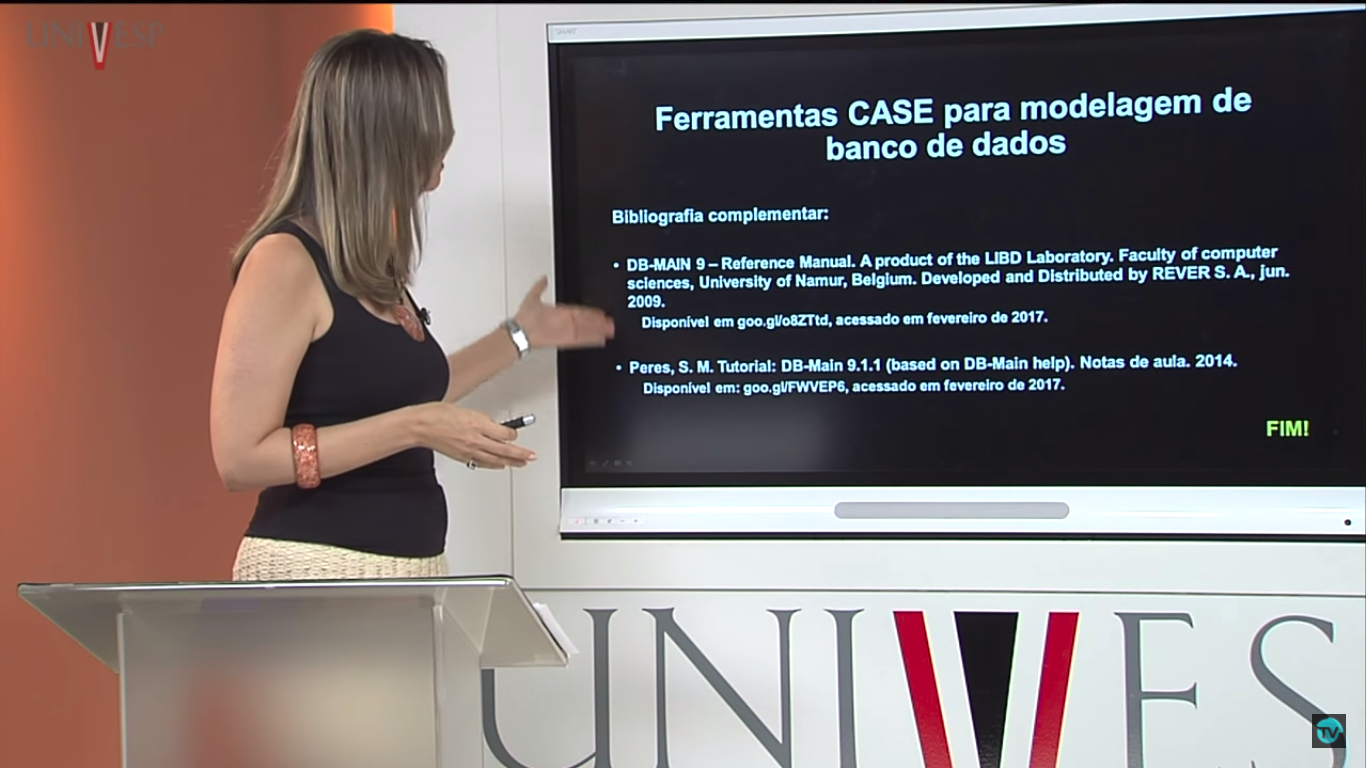 UNIVESP
SMART
Ferramentas CASE para modelagem de
banco de dados
Bibliografia complementar:
• DB-MAIN 9 – Reference Manual. A product of the LIBD Laboratory. Faculty of computer
sciences, University of Namur, Belgium. Developed and Distributed by REVER S. A., jun.
2009.
Disponível em goo.gl/o8ZTtd, acessado em fevereiro de 2017.
• Peres, S. M. Tutorial: DB-Main 9.1.1 (based on DB-Main help). Notas de aula. 2014.
Disponível em: goo.gl/FWVEP6, acessado em fevereiro de 2017.
FIM!
UNIVES
TV